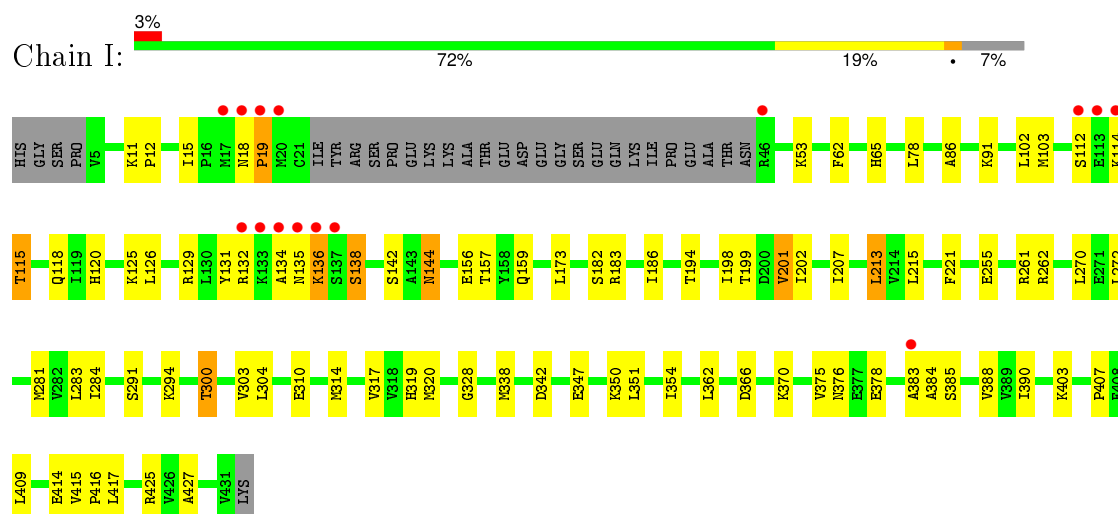 3%
Chain I:
72% 19% • 7%
HIS GLY SER PRO V5 K11 P12 I15 P16 M17 N18 P19 M20 C21 ILE TYR ARG SER PRO GLU LYS LYS ALA THR GLU ASP GLU GLY SER GLU GLN LYS ILE PRO GLU ALA THR ASN R46 K53 F62 H65 L78 A86 K91 L102 M103 S112 E113 K114
T115 Q118 I119 H120 K125 L126 R129 L130 Y131 R132 K133 A134 N135 K136 S137 S138 S142 A143 N144 E156 T157 Y158 Q159 L173 S182 R183 I186 T194 I198 T199 D200 V201 I202 I207 L213 V214 L215 F221 E255 R261 R262 L270 E271 L272
M281 V282 L283 I284 S291 K294 T300 V303 L304 E310 M314 V317 V318 H319 M320 G328 M338 D342 E347 K350 L351 I354 L362 D366 K370 V375 N376 E377 E378 A383 A384 S385 V388 V389 I390 K403 P407 E408
L409 E414 V415 P416 L417 R425 V426 A427 V431 LYS